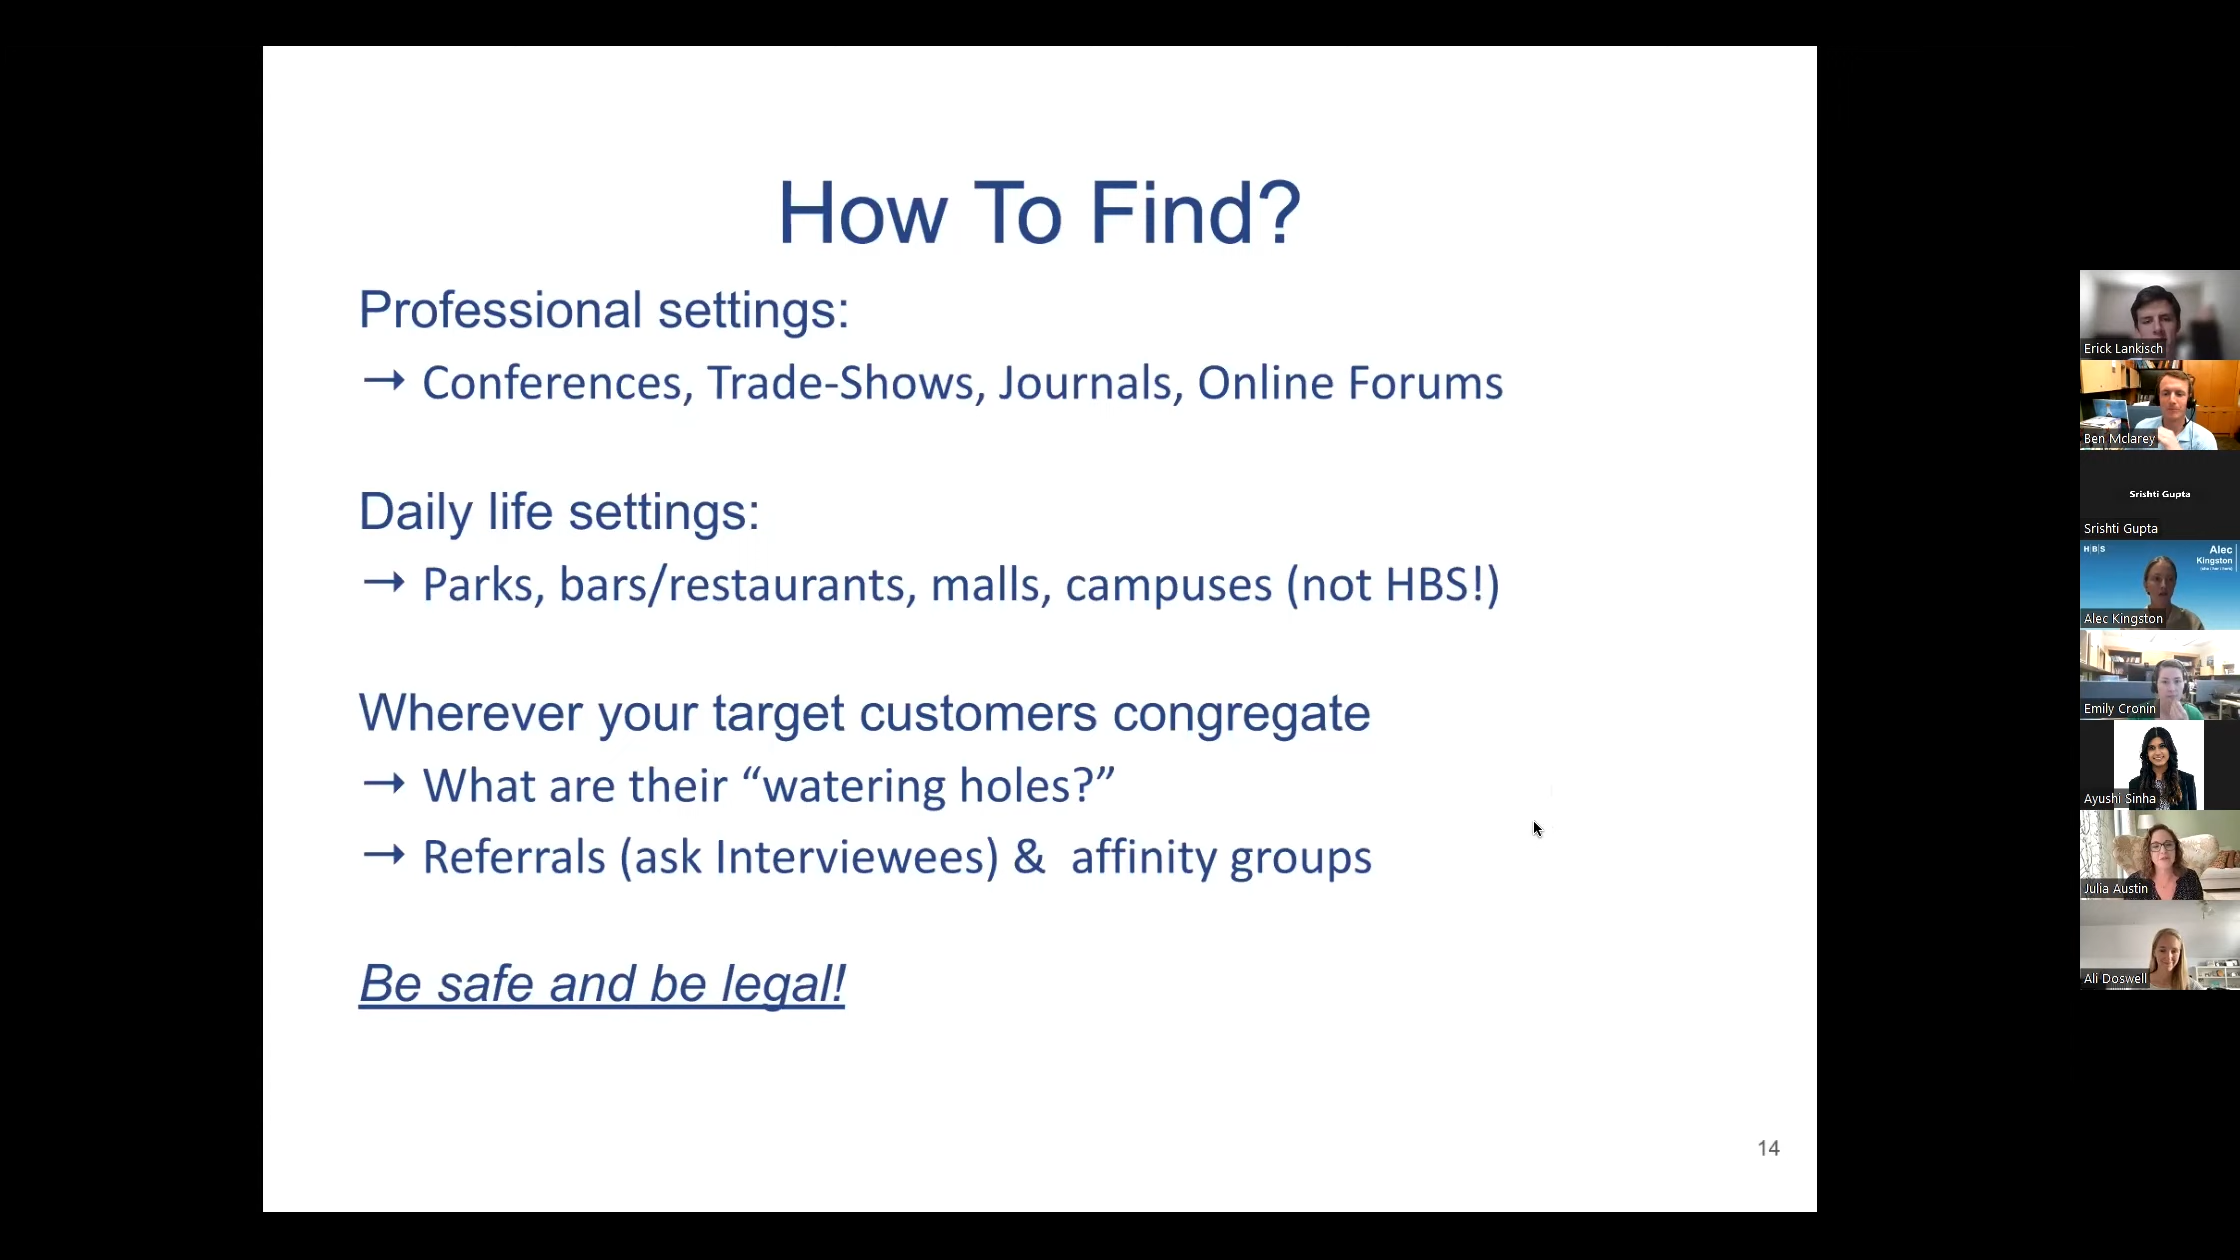 How To Find?
Professional settings:
→ Conferences, Trade-Shows, Journals, Online Forums
Daily life settings:
→ Parks, bars/restaurants, malls, campuses (not HBS!)
Wherever your target customers congregate
→ What are their “watering holes?”
→ Referrals (ask Interviewees) &  affinity groups
Be safe and be legal!
14
Erick Lankisch
Ben Mclarey
Srishti Gupta
Srishti Gupta
H|B|S
Alec
Kingston
Alec Kingston
Emily Cronin
Ayushi Sinha
Julia Austin
Ali Doswell